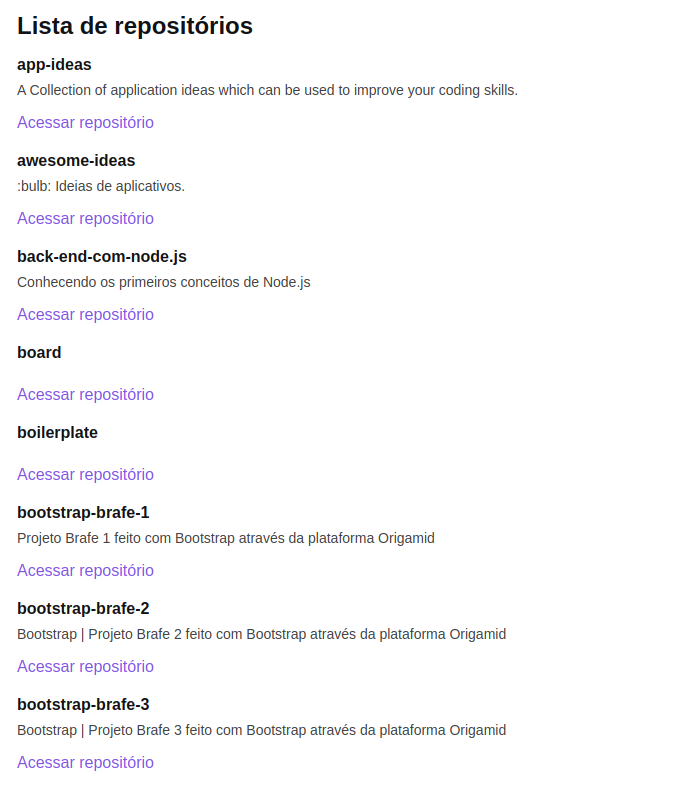 Lista de repositórios
app-ideas
A Collection of application ideas which can be used to improve your coding skills.
Acessar repositório
awesome-ideas
:bulb: Ideias de aplicativos.
Acessar repositório
back-end-com-node.js
Conhecendo os primeiros conceitos de Node.js
Acessar repositório
board
Acessar repositório
boilerplate
Acessar repositório
bootstrap-brafe-1
Projeto Brafe 1 feito com Bootstrap através da plataforma Origamid
Acessar repositório
bootstrap-brafe-2
Bootstrap | Projeto Brafe 2 feito com Bootstrap através da plataforma Origamid
Acessar repositório
bootstrap-brafe-3
Bootstrap | Projeto Brafe 3 feito com Bootstrap através da plataforma Origamid
Acessar repositório